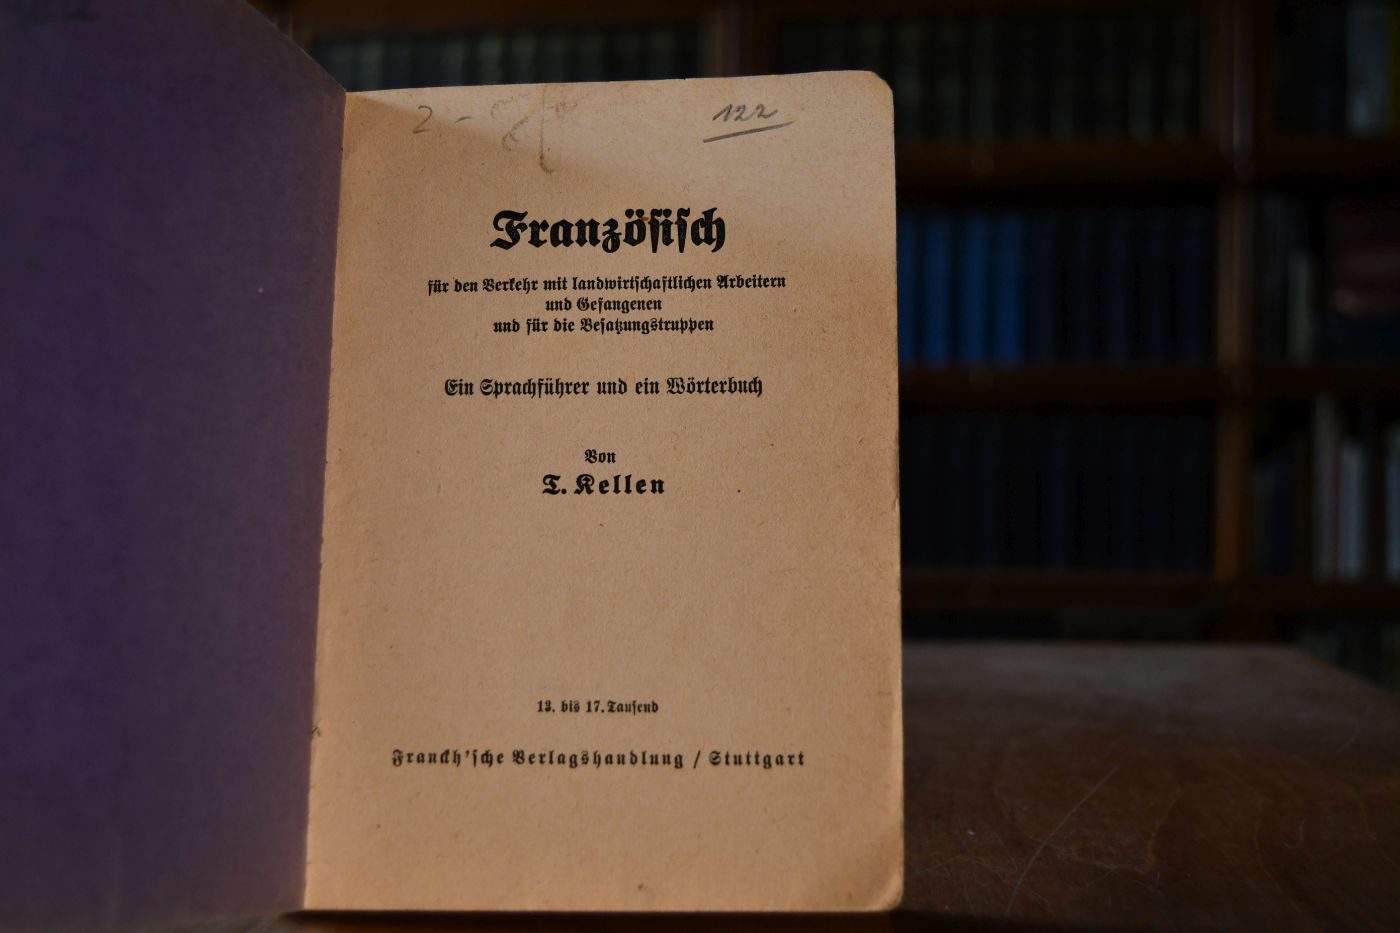 2.-
122
Französisch
für den Verkehr mit landwirtschaftlichen Arbeitern
und Gefangenen
und für die Besatzungstruppen
Ein Sprachführer und ein Wörterbuch
Von
T. Kellen
13. bis 17. Tausend
Franckh'sche Verlagshandlung / Stuttgart